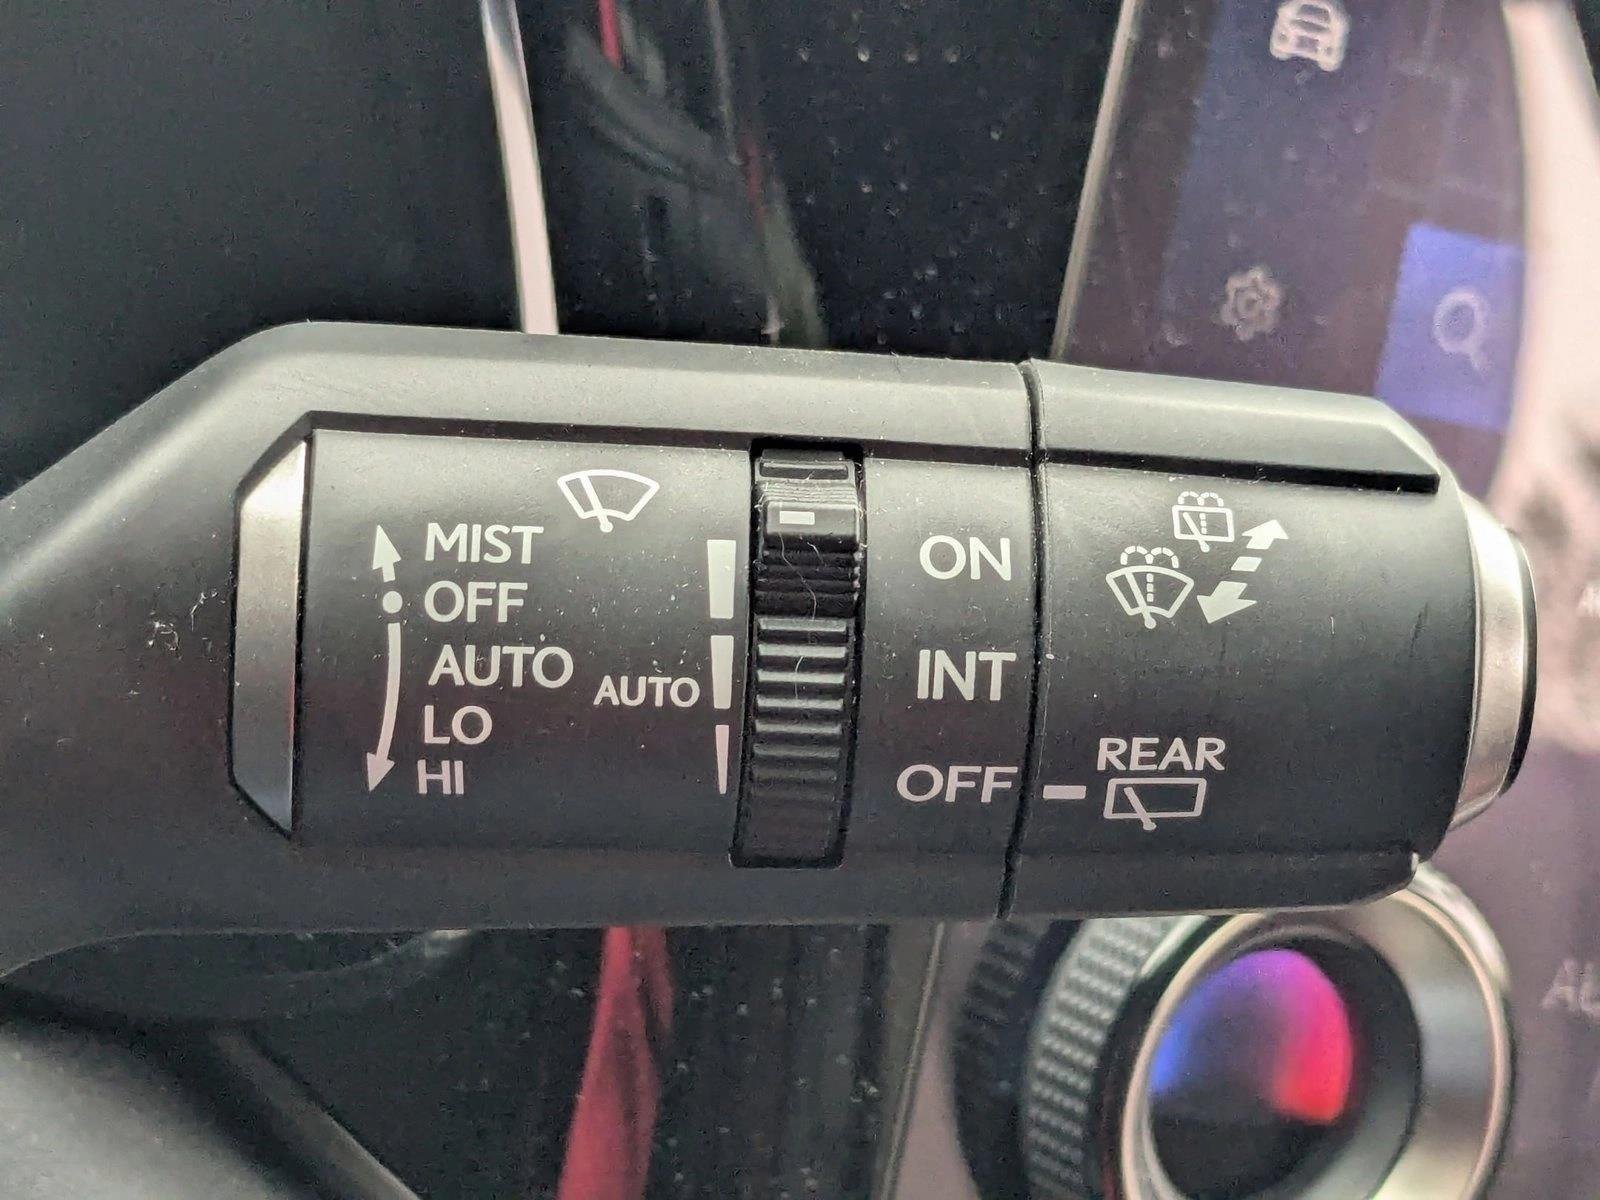 MIST
OFF
AUTO
LO
HI
AUTO
ON
INT
OFF
REAR